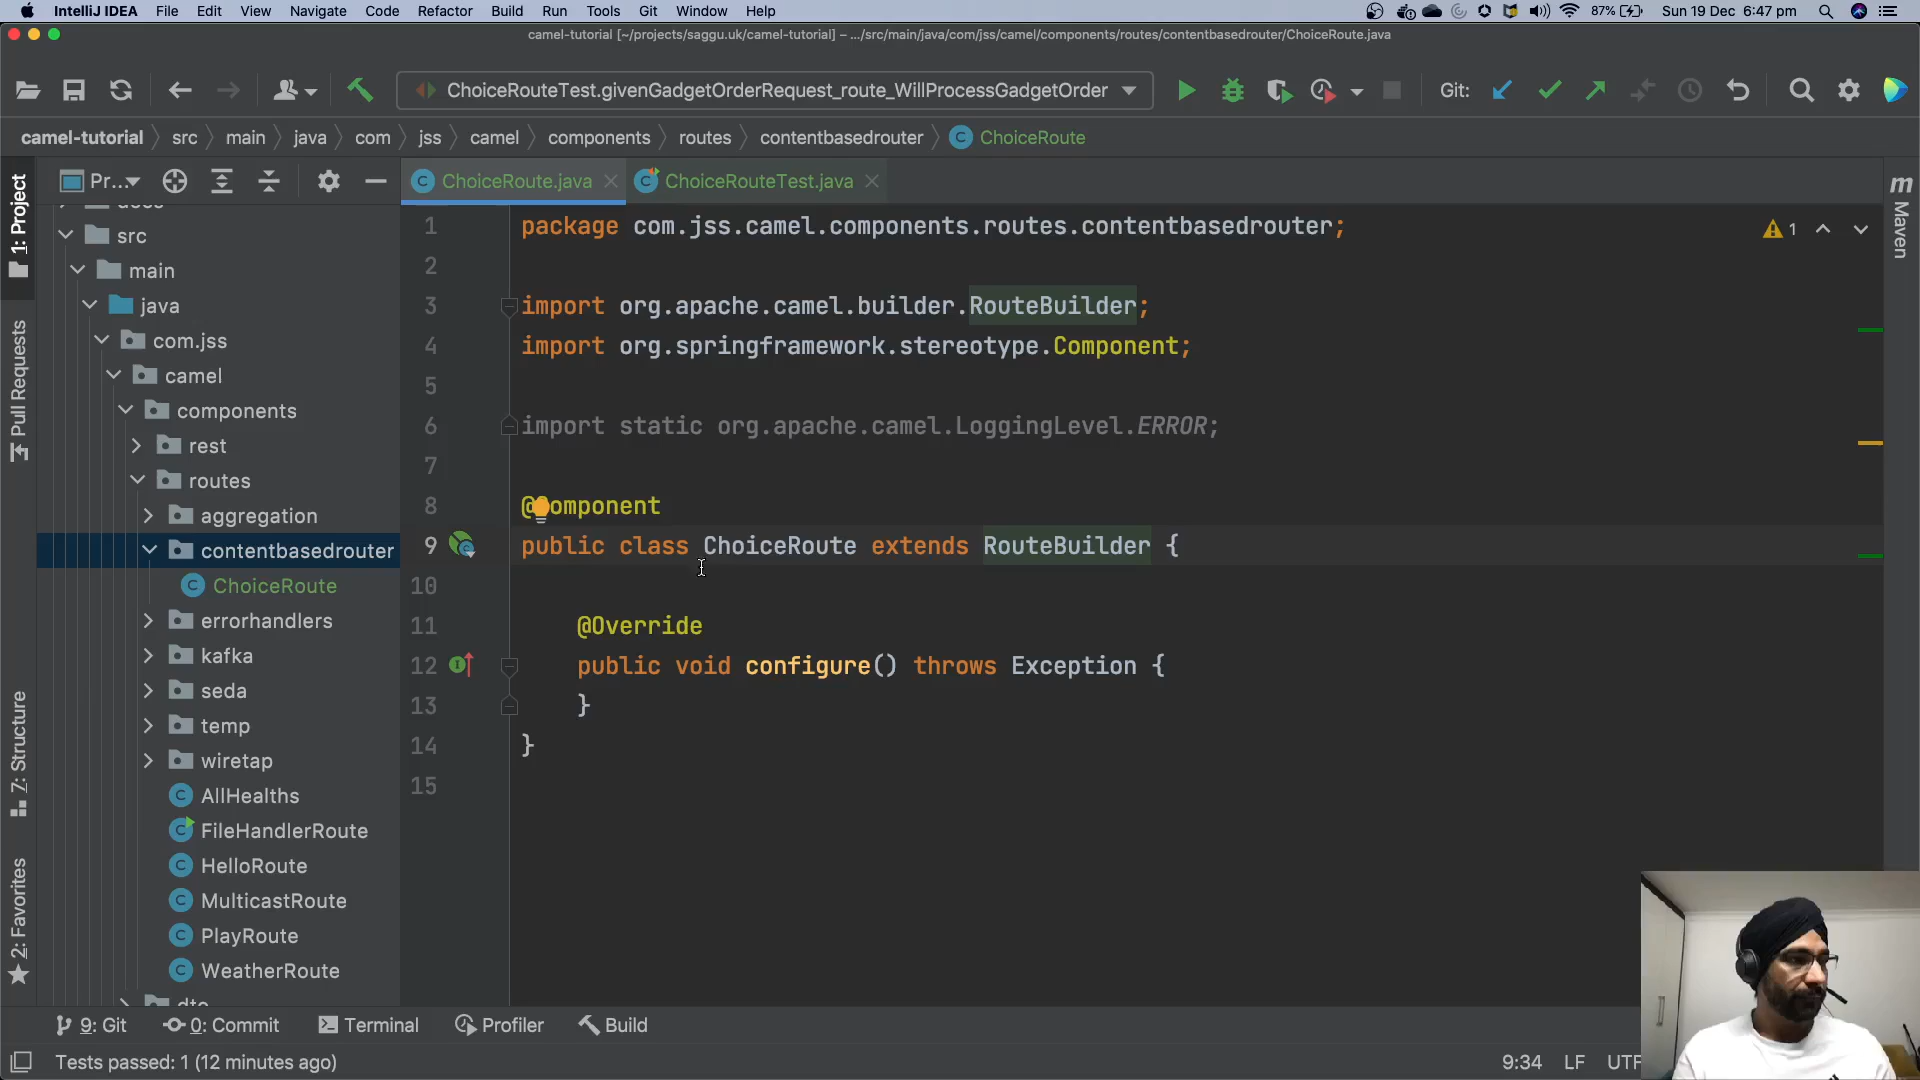 IntelliJ IDEA File Edit View Navigate Code Refactor Build Run Tools Git Window Help 87% Sun 19 Dec 6:47 pm
camel-tutorial [~/projects/saggu.uk/camel-tutorial] – .../src/main/java/com/jss/camel/components/routes/contentbasedrouter/ChoiceRoute.java
ChoiceRouteTest.givenGadgetOrderRequest_route_WillProcessGadgetOrder Git:
camel-tutorial src main java com jss camel components routes contentbasedrouter ChoiceRoute
Pr... ChoiceRoute.java ChoiceRouteTest.java
1: Project
Pull Requests
Z: Structure
2: Favorites
src
main
java
com.jss
camel
components
rest
routes
aggregation
contentbasedrouter
ChoiceRoute
errorhandlers
kafka
seda
temp
wiretap
AllHealths
FileHandlerRoute
HelloRoute
MulticastRoute
PlayRoute
WeatherRoute
1 package com.jss.camel.components.routes.contentbasedrouter;
2
3 import org.apache.camel.builder.RouteBuilder;
4 import org.springframework.stereotype.Component;
5
6 import static org.apache.camel.LoggingLevel.ERROR;
7
8 @Component
9 public class ChoiceRoute extends RouteBuilder {
10
11 @Override
12 public void configure() throws Exception {
13 }
14 }
15
1
m Maven
9: Git 0: Commit Terminal Profiler Build
Tests passed: 1 (12 minutes ago) 9:34 LF UTF